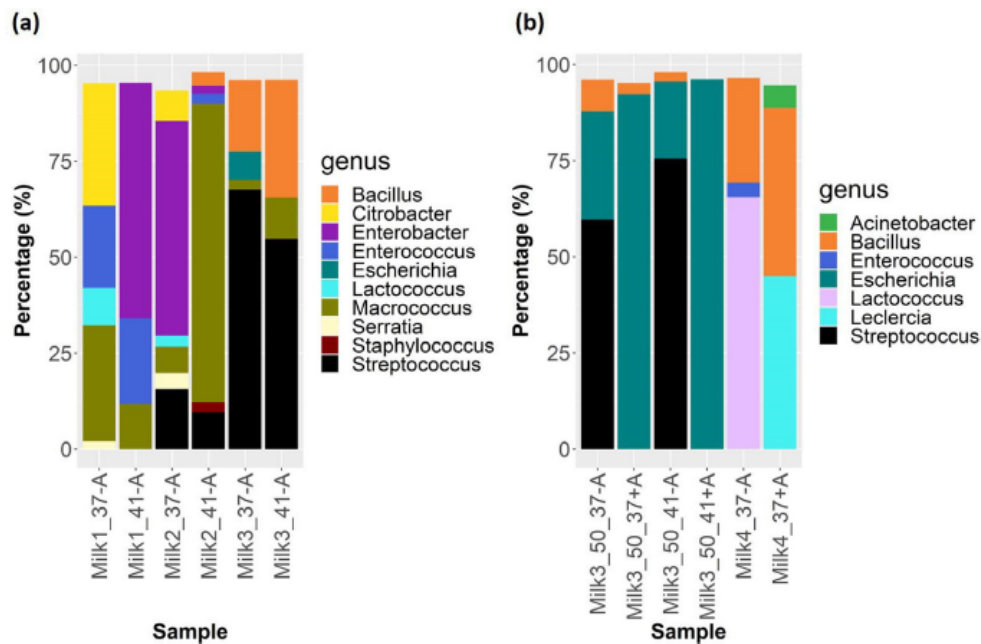 (a)
100
75
50
25
0
Percentage (%)
Milk1_37-A
Milk1_41-A
Milk2_37-A
Milk2_41-A
Milk3_37-A
Milk3_41-A
Sample
genus
Bacillus
Citrobacter
Enterobacter
Enterococcus
Escherichia
Lactococcus
Macrococcus
Serratia
Staphylococcus
Streptococcus
(b)
100
75
50
25
0
Percentage (%)
Milk3_50_37-A
Milk3_50_37+A
Milk3_50_41-A
Milk3_50_41+A
Milk4_37-A
Milk4_37+A
Sample
genus
Acinetobacter
Bacillus
Enterococcus
Escherichia
Lactococcus
Leclercia
Streptococcus